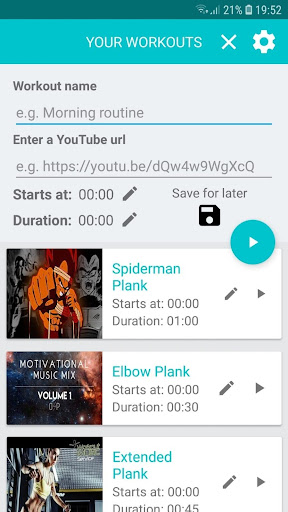 21% 19:52
YOUR WORKOUTS
Workout name
e.g. Morning routine
Enter a YouTube url
e.g. https://youtu.be/dQw4w9WgXcQ
Starts at: 00:00
Save for later
Duration: 00:00
Spiderman
Plank
Starts at: 00:00
Duration: 01:00
MOTIVATIONAL
MUSIC MIX
VOLUME 1
Elbow Plank
Starts at: 00:00
Duration: 00:30
Extended
Plank
Starts at: 00:00
Duration: 00:45